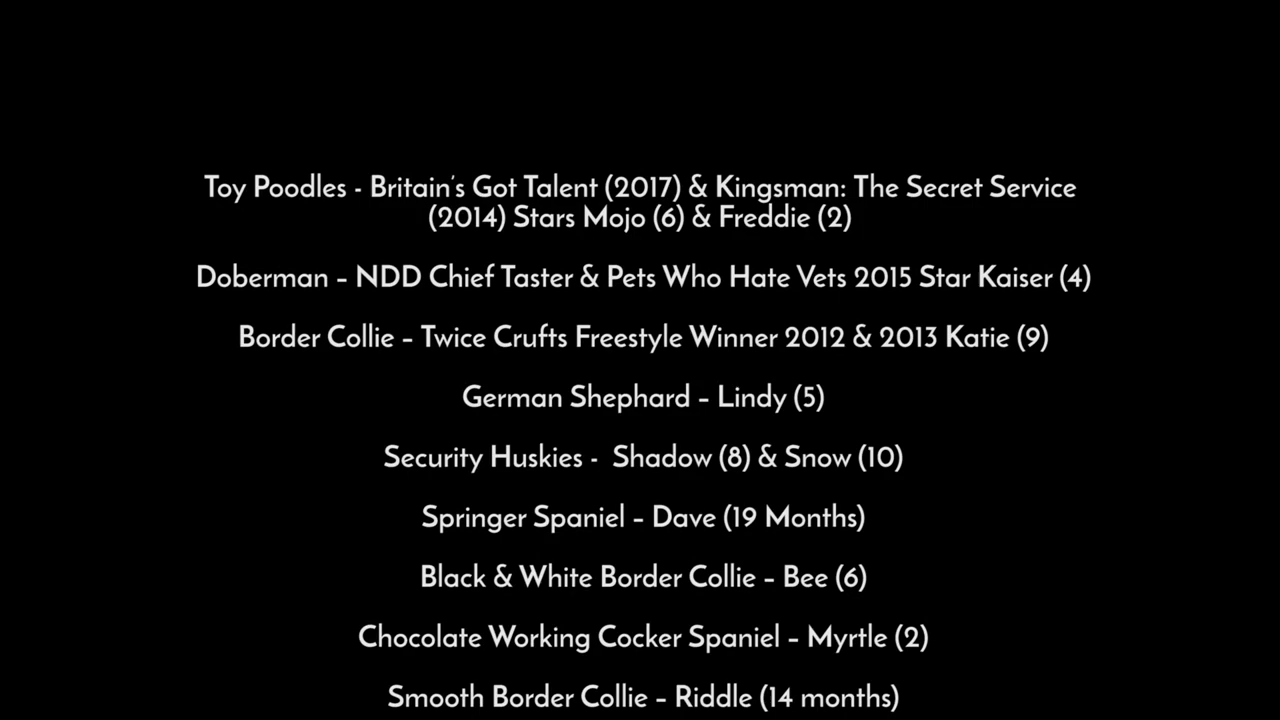 Toy Poodles - Britain's Got Talent (2017) & Kingsman: The Secret Service
(2014) Stars Mojo (6) & Freddie (2)
Doberman – NDD Chief Taster & Pets Who Hate Vets 2015 Star Kaiser (4)
Border Collie – Twice Crufts Freestyle Winner 2012 & 2013 Katie (9)
German Shephard – Lindy (5)
Security Huskies -  Shadow (8) & Snow (10)
Springer Spaniel – Dave (19 Months)
Black & White Border Collie – Bee (6)
Chocolate Working Cocker Spaniel – Myrtle (2)
Smooth Border Collie – Riddle (14 months)